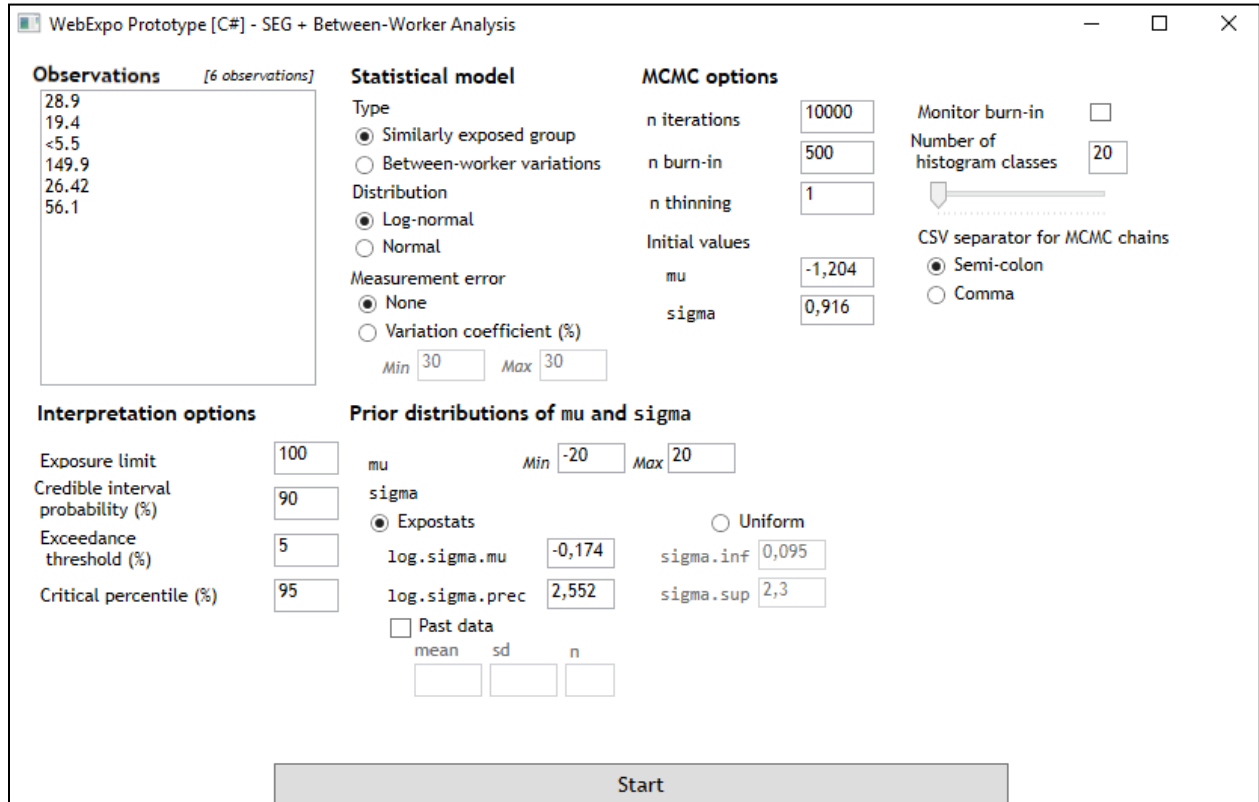 WebExpo Prototype [C#] - SEG + Between-Worker Analysis
Observations [6 observations]
28.9
19.4
<5.5
149.9
26.42
56.1
Statistical model
Type
Similarly exposed group
Between-worker variations
Distribution
Log-normal
Normal
Measurement error
None
Variation coefficient (%)
Min 30 Max 30
MCMC options
n iterations 10000
n burn-in 500
n thinning 1
Initial values
mu -1,204
sigma 0,916
Monitor burn-in
Number of
histogram classes 20
CSV separator for MCMC chains
Semi-colon
Comma
Interpretation options
Exposure limit 100
Credible interval
probability (%) 90
Exceedance
threshold (%) 5
Critical percentile (%) 95
Prior distributions of mu and sigma
mu Min -20 Max 20
sigma
Expostats Uniform
log.sigma.mu -0,174 sigma.inf 0,095
log.sigma.prec 2,552 sigma.sup 2,3
Past data
mean sd n
Start